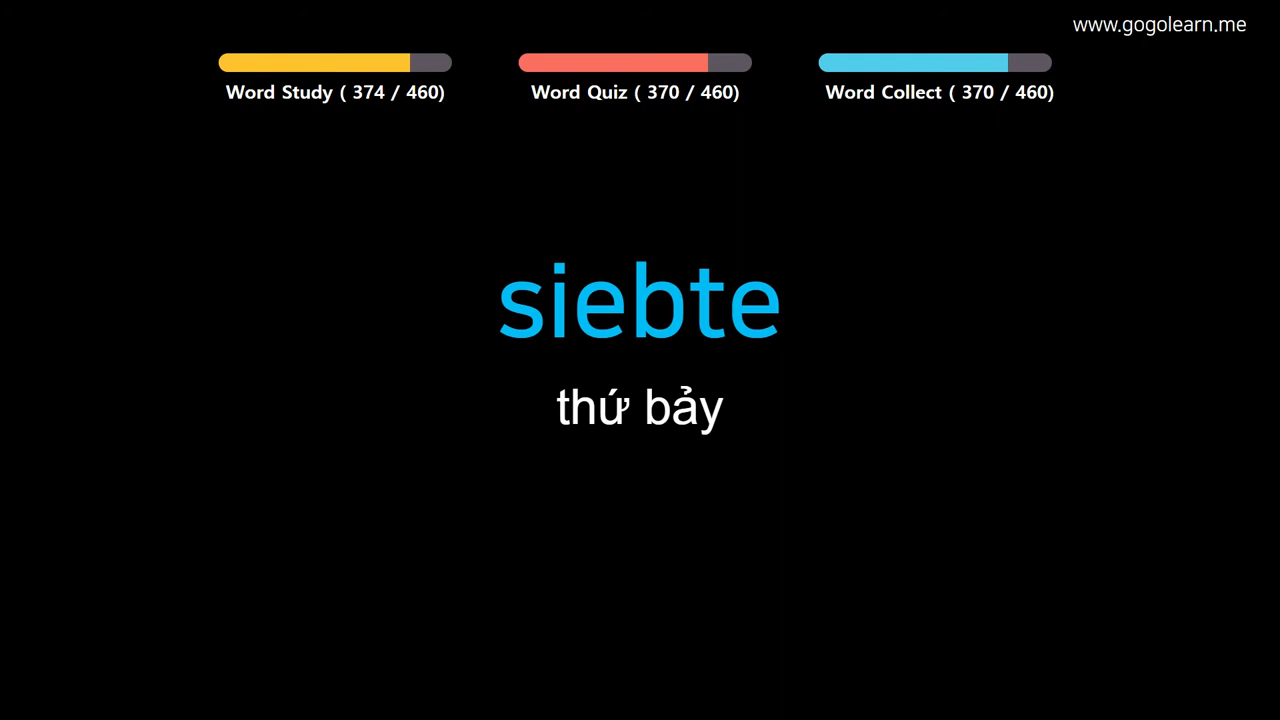 www.gogolearn.me
Word Study ( 374 / 460)
Word Quiz ( 370 / 460)
Word Collect ( 370 / 460)
siebte
thứ bảy